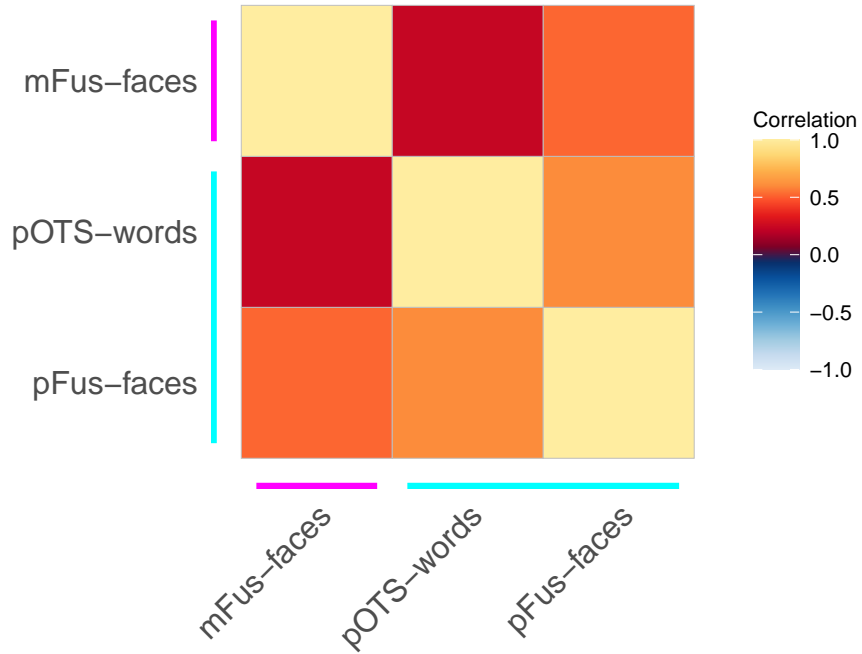 mFus−faces
pOTS−words
pFus−faces
mFus−faces
pOTS−words
pFus−faces
Correlation
1.0
0.5
0.0
−0.5
−1.0